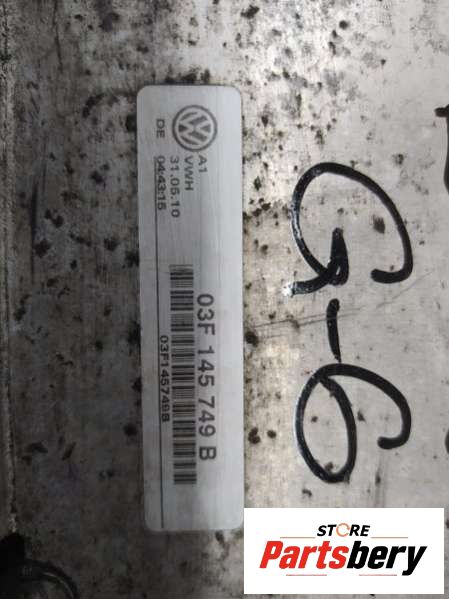 A1
VWH
31.05.10
DE 04:43:15
03F 145 749 B
03F145749B
G-6
STORE
Partsbery